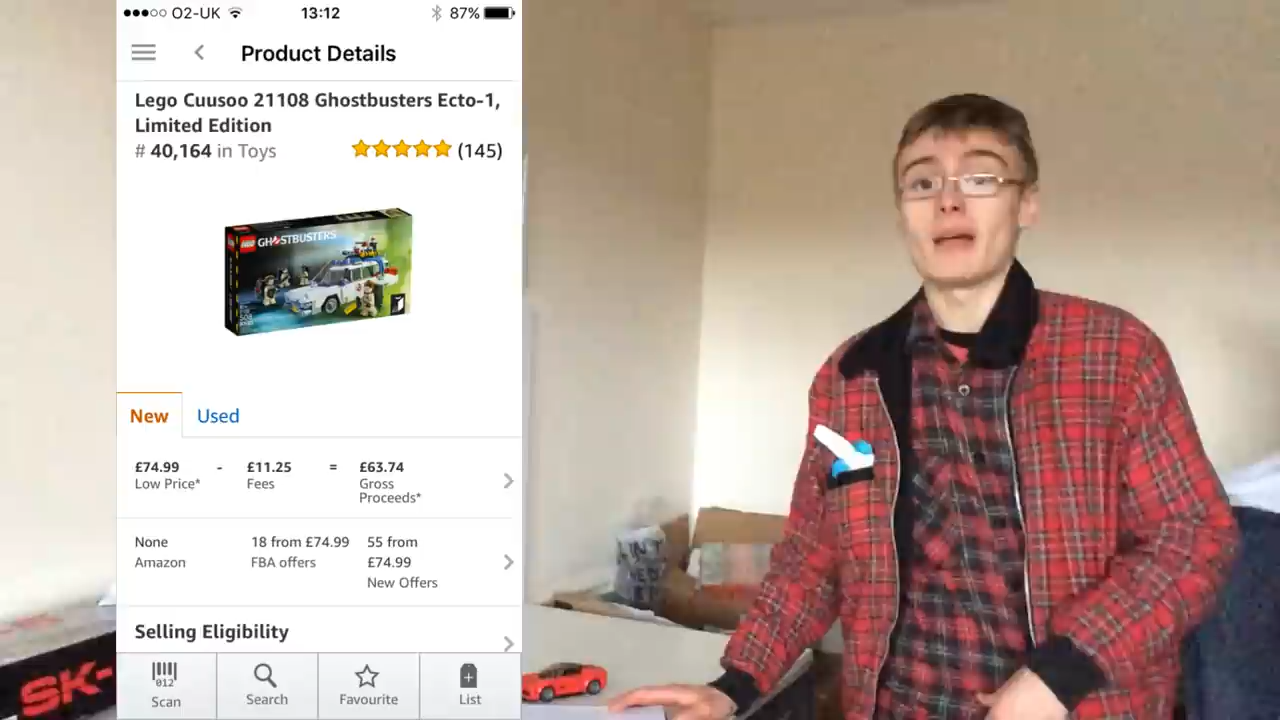 O2-UK 13:12 87%
Product Details
Lego Cuusoo 21108 Ghostbusters Ecto-1,
Limited Edition
# 40,164 in Toys (145)
LEGO GHOSTBUSTERS
New Used
£74.99 - £11.25 = £63.74
Low Price* Fees Gross
Proceeds*
None 18 from £74.99 55 from
Amazon FBA offers £74.99
New Offers
Selling Eligibility
012
Scan Search Favourite List
SK-